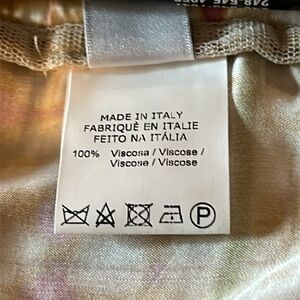 MADE IN ITALY
FABRIQUÉ EN ITALIE
FEITO NA ITÁLIA
100% Viscosa / Viscose /
Viscose / Viscose
P